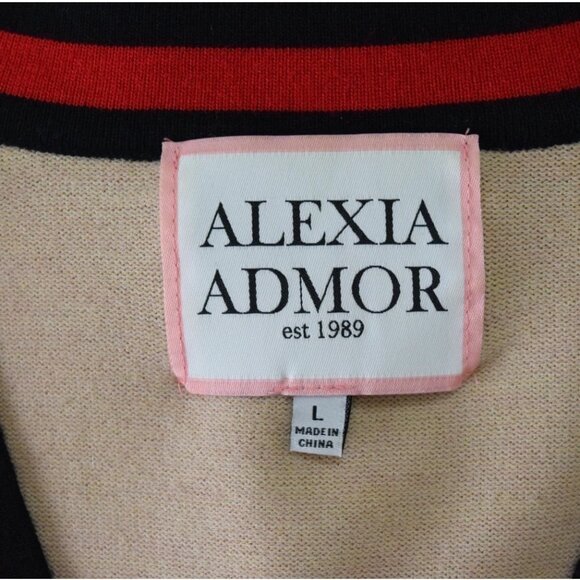 ALEXIA
ADMOR
est 1989
L
MADE IN
CHINA